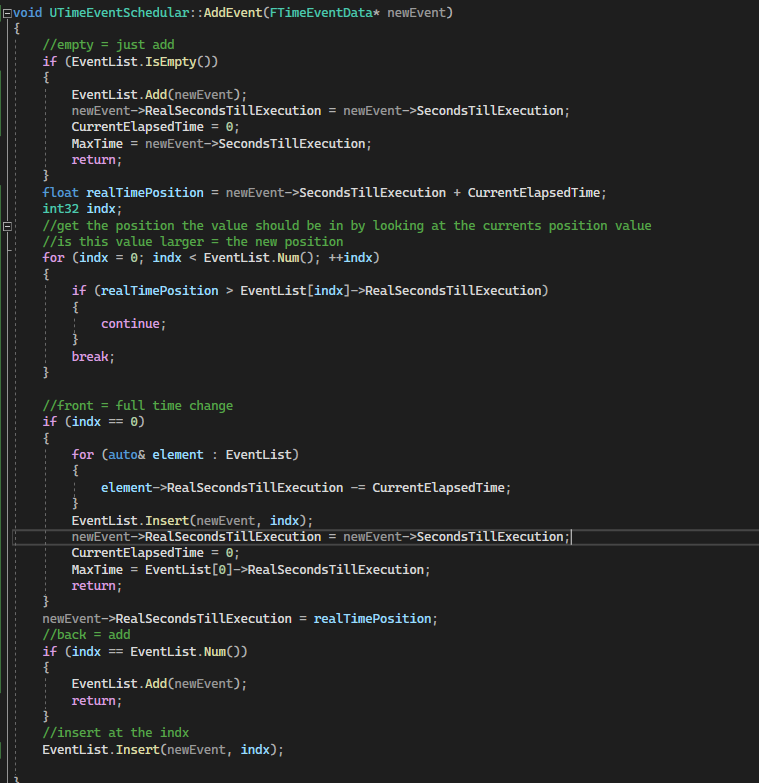 void UTimeEventSchedular::AddEvent(FTimeEventData* newEvent)
{
    //empty = just add
    if (EventList.IsEmpty())
    {
        EventList.Add(newEvent);
        newEvent->RealSecondsTillExecution = newEvent->SecondsTillExecution;
        CurrentElapsedTime = 0;
        MaxTime = newEvent->SecondsTillExecution;
        return;
    }
    float realTimePosition = newEvent->SecondsTillExecution + CurrentElapsedTime;
    int32 indx;
    //get the position the value should be in by looking at the currents position value
    //is this value larger = the new position
    for (indx = 0; indx < EventList.Num(); ++indx)
    {
        if (realTimePosition > EventList[indx]->RealSecondsTillExecution)
        {
            continue;
        }
        break;
    }

    //front = full time change
    if (indx == 0)
    {
        for (auto& element : EventList)
        {
            element->RealSecondsTillExecution -= CurrentElapsedTime;
        }
        EventList.Insert(newEvent, indx);
        newEvent->RealSecondsTillExecution = newEvent->SecondsTillExecution;
        CurrentElapsedTime = 0;
        MaxTime = EventList[0]->RealSecondsTillExecution;
        return;
    }
    newEvent->RealSecondsTillExecution = realTimePosition;
    //back = add
    if (indx == EventList.Num())
    {
        EventList.Add(newEvent);
        return;
    }
    //insert at the indx
    EventList.Insert(newEvent, indx);

}